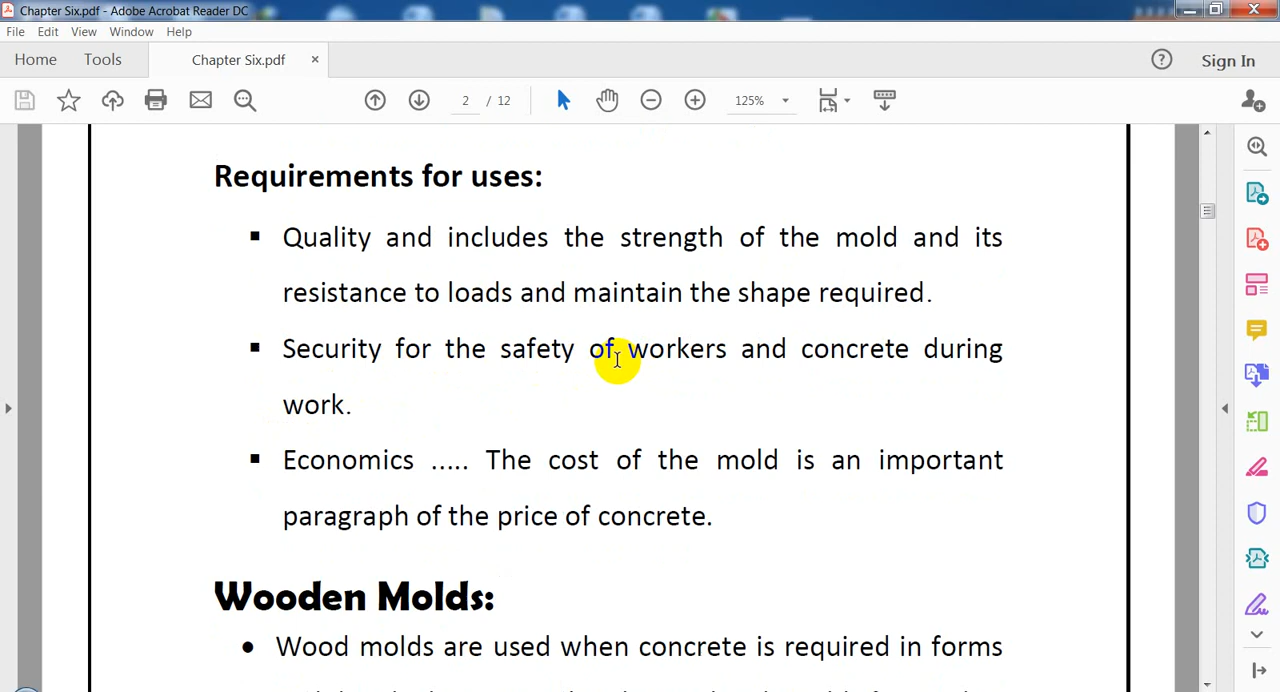 Chapter Six.pdf - Adobe Acrobat Reader DC
File Edit View Window Help
Home Tools Chapter Six.pdf × Sign In
2 / 12 125%
Requirements for uses:
▪ Quality and includes the strength of the mold and its
resistance to loads and maintain the shape required.
▪ Security for the safety of workers and concrete during
work.
▪ Economics ..... The cost of the mold is an important
paragraph of the price of concrete.
Wooden Molds:
• Wood molds are used when concrete is required in forms